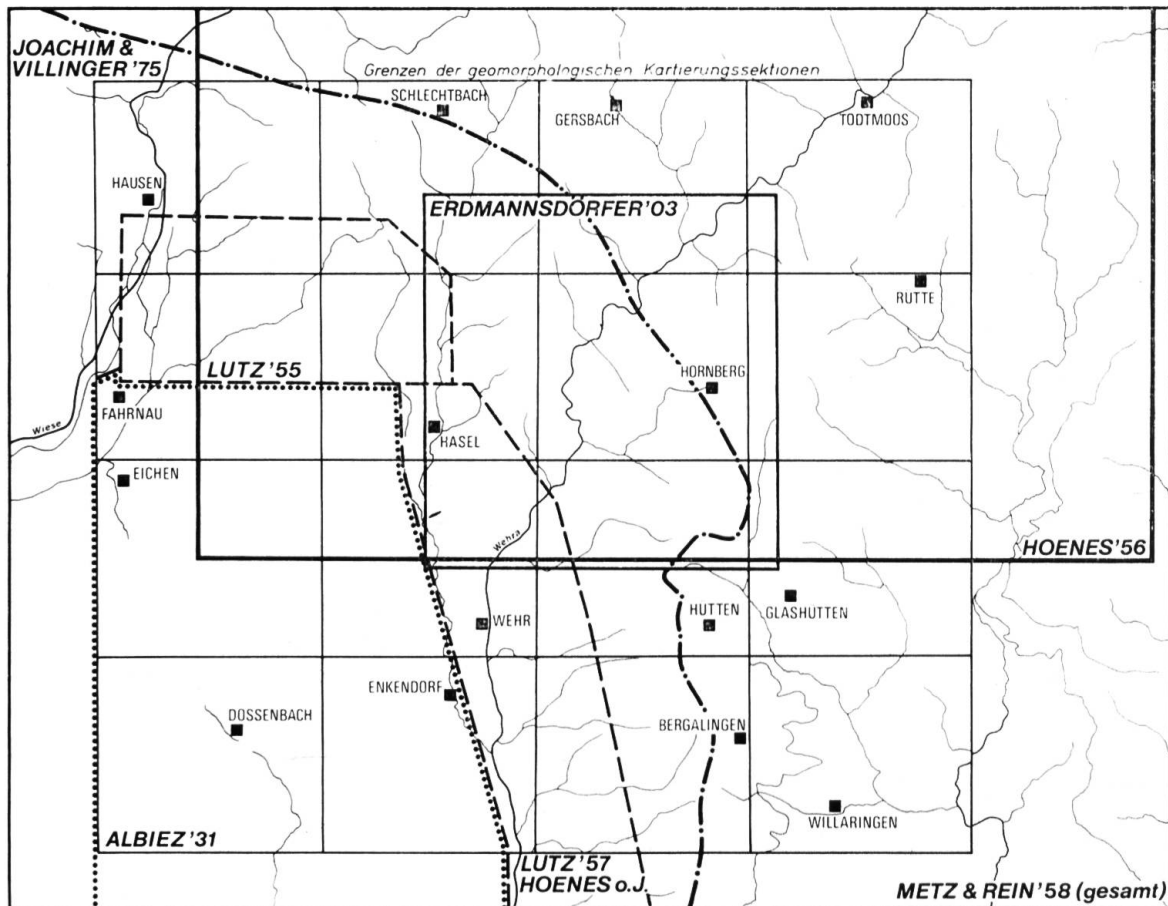 JOACHIM &
VILLINGER '75
Grenzen der geomorphologischen Kartierungssektionen
SCHLECHTBACH
GERSBACH
TODTMOOS
HAUSEN
ERDMANNSDÖRFER'03
RUTTE
LUTZ '55
HORNBERG
FAHRNAU
Wiese
HASEL
EICHEN
Wehra
HOENES'56
WEHR
HUTTEN
GLASHUTTEN
ENKENDORF
DOSSENBACH
BERGALINGEN
WILLARINGEN
ALBIEZ '31
LUTZ '57
HOENES o.J.
METZ & REIN '58 (gesamt)